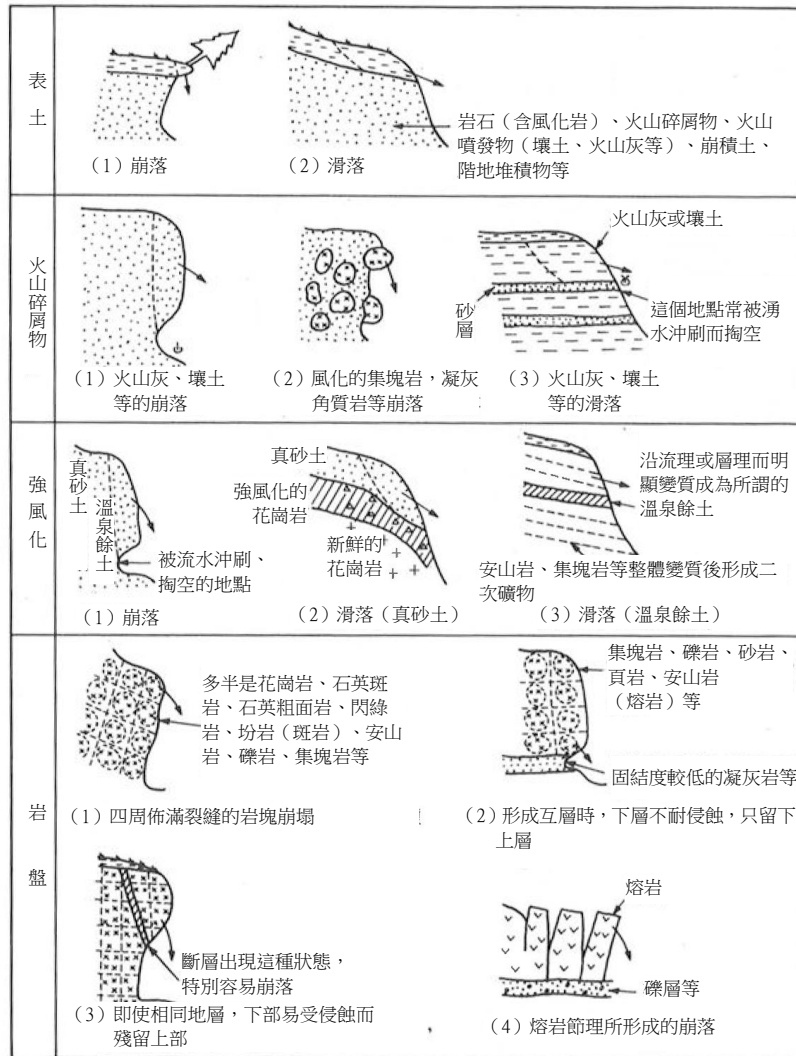 表土
(1)崩落
(2)滑落
岩石(含風化岩)、火山碎屑物、火山
噴發物(壤土、火山灰等)、崩積土、
階地堆積物等
火山碎屑物
(1)火山灰、壤土
等的崩落
(2)風化的集塊岩,凝灰
角質岩等崩落
火山灰或壤土
砂層
這個地點常被湧
水沖刷而掏空
(3)火山灰、壤土
等的滑落
強風化
真砂土
溫泉餘土
被流水沖刷、
掏空的地點
(1)崩落
真砂土
強風化的
花崗岩
新鮮的
花崗岩
(2)滑落(真砂土)
沿流理或層理而明
顯變質成為所謂的
溫泉餘土
安山岩、集塊岩等整體變質後形成二
次礦物
(3)滑落(溫泉餘土)
岩盤
多半是花崗岩、石英斑
岩、石英粗面岩、閃綠
岩、玢岩(斑岩)、安山
岩、礫岩、集塊岩等
(1)四周佈滿裂縫的岩塊崩塌
集塊岩、礫岩、砂岩、
頁岩、安山岩
(熔岩)等
固結度較低的凝灰岩等
(2)形成互層時,下層不耐侵蝕,只留下
上層
斷層出現這種狀態,
特別容易崩落
(3)即使相同地層,下部易受侵蝕而
殘留上部
熔岩
礫層等
(4)熔岩節理所形成的崩落